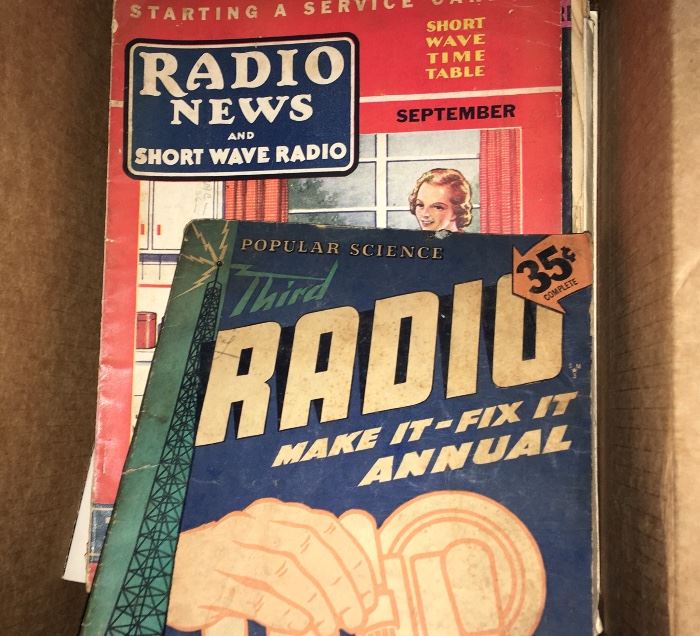 STARTING A SERVICE
RADIO
NEWS
AND
SHORT WAVE RADIO
SHORT
WAVE
TIME
TABLE
SEPTEMBER
POPULAR SCIENCE
Third
35¢
COMPLETE
RADIO
MAKE IT-FIX IT
ANNUAL